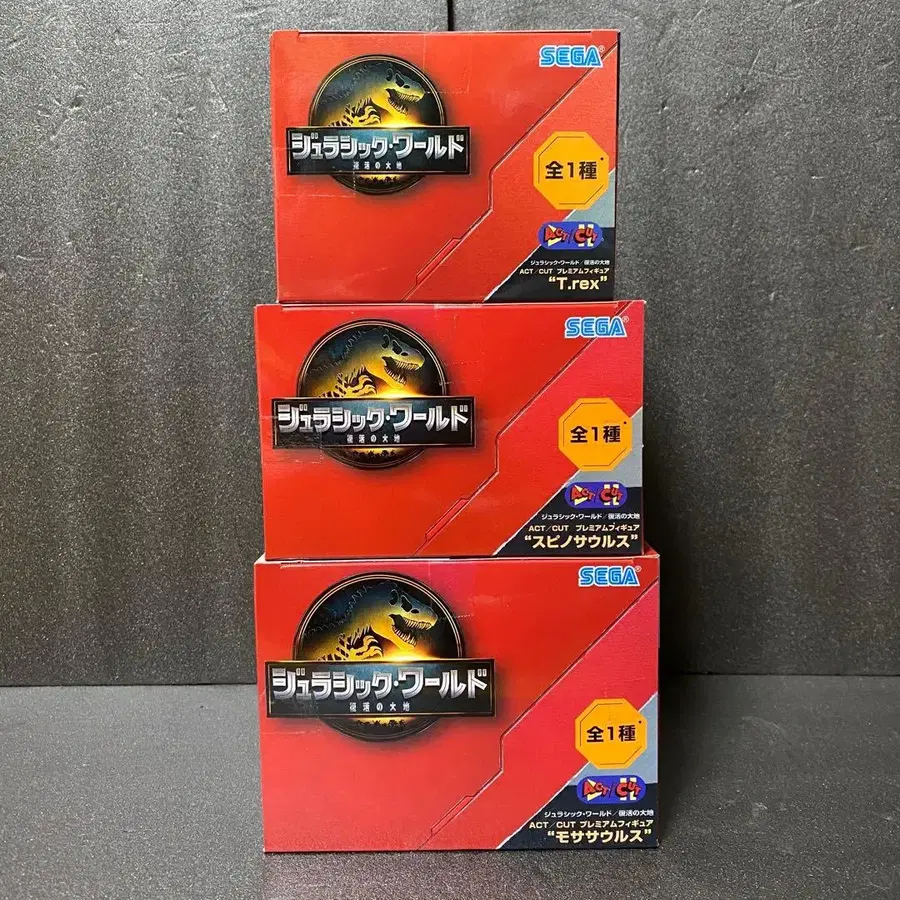 SEGA®
ジュラシック・ワールド
復活の大地
全1種*
ACT/CUT
ジュラシック・ワールド/復活の大地
ACT/CUT プレミアムフィギュア
“T.rex”
SEGA®
ジュラシック・ワールド
復活の大地
全1種*
ACT/CUT
ジュラシック・ワールド/復活の大地
ACT/CUT プレミアムフィギュア
“スピノサウルス”
SEGA®
ジュラシック・ワールド
復活の大地
全1種*
ACT/CUT
ジュラシック・ワールド/復活の大地
ACT/CUT プレミアムフィギュア
“モササウルス”